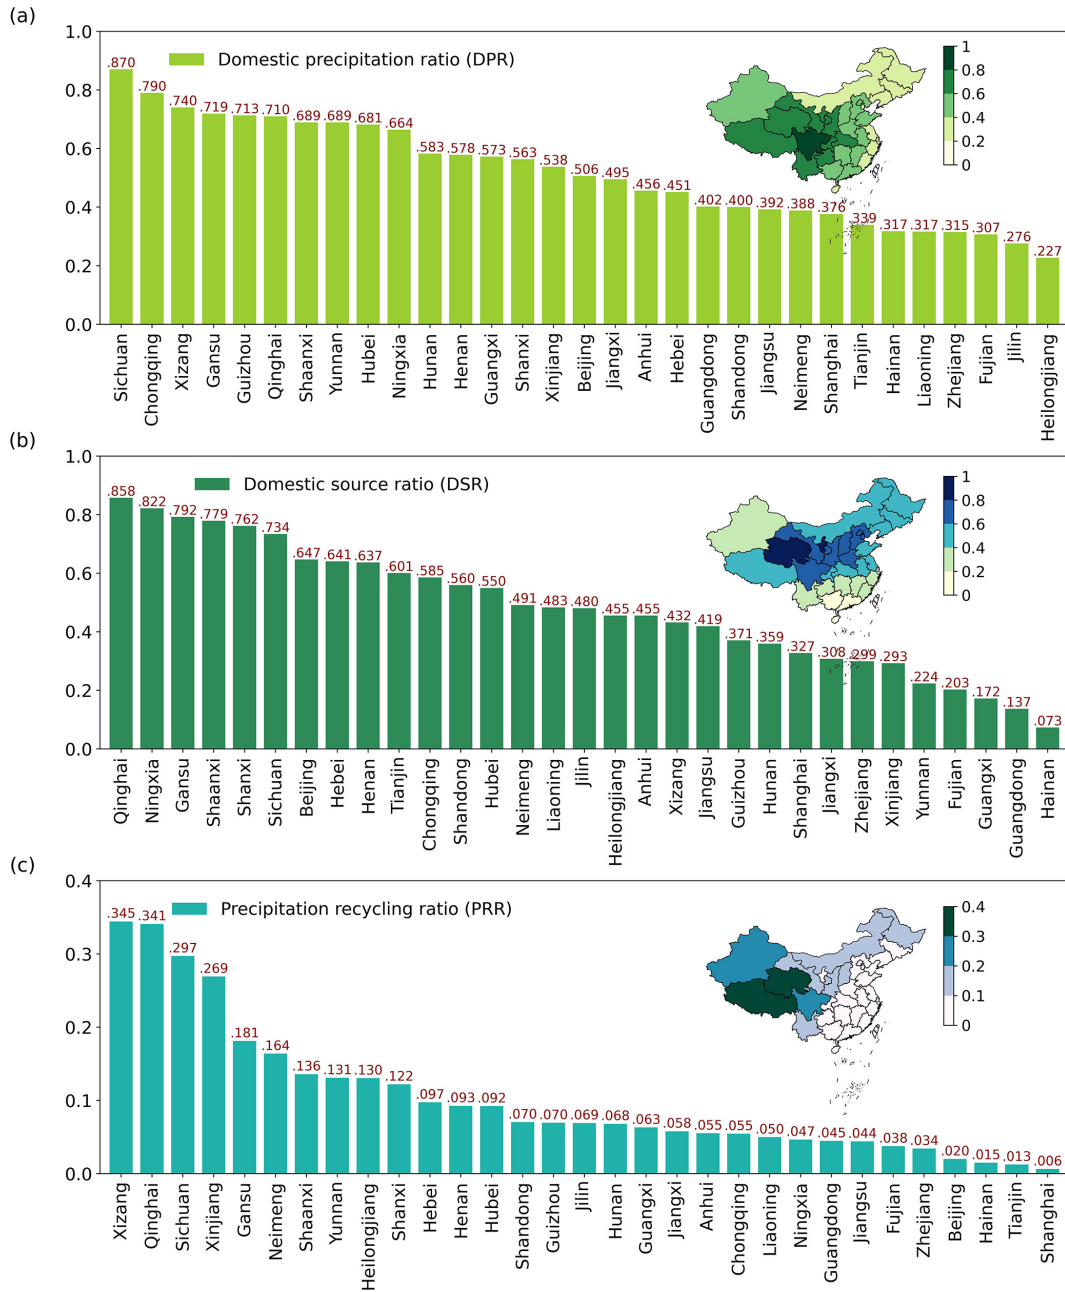 (a)
1.0
0.8
0.6
0.4
0.2
0.0
Domestic precipitation ratio (DPR)
.870 .790 .740 .719 .713 .710 .689 .689 .681 .664 .583 .578 .573 .563 .538 .506 .495 .456 .451 .402 .400 .392 .388 .376 .339 .317 .317 .315 .307 .276 .227
1
0.8
0.6
0.4
0.2
0
Sichuan
Chongqing
Xizang
Gansu
Guizhou
Qinghai
Shaanxi
Yunnan
Hubei
Ningxia
Hunan
Henan
Guangxi
Shanxi
Xinjiang
Beijing
Jiangxi
Anhui
Hebei
Guangdong
Shandong
Jiangsu
Neimeng
Shanghai
Tianjin
Hainan
Liaoning
Zhejiang
Fujian
Jilin
Heilongjiang
(b)
1.0
0.8
0.6
0.4
0.2
0.0
Domestic source ratio (DSR)
.858 .822 .792 .779 .762 .734 .647 .641 .637 .601 .585 .560 .550 .491 .483 .480 .455 .455 .432 .419 .371 .359 .327 .308 .299 .293 .224 .203 .172 .137 .073
1
0.8
0.6
0.4
0.2
0
Qinghai
Ningxia
Gansu
Shaanxi
Shanxi
Sichuan
Beijing
Hebei
Henan
Tianjin
Chongqing
Shandong
Hubei
Neimeng
Liaoning
Jilin
Heilongjiang
Anhui
Xizang
Jiangsu
Guizhou
Hunan
Shanghai
Jiangxi
Zhejiang
Xinjiang
Yunnan
Fujian
Guangxi
Guangdong
Hainan
(c)
0.4
0.3
0.2
0.1
0.0
Precipitation recycling ratio (PRR)
.345 .341 .297 .269 .181 .164 .136 .131 .130 .122 .097 .093 .092 .070 .070 .069 .068 .063 .058 .055 .055 .050 .047 .045 .044 .038 .034 .020 .015 .013 .006
0.4
0.3
0.2
0.1
0
Xizang
Qinghai
Sichuan
Xinjiang
Gansu
Neimeng
Shaanxi
Yunnan
Heilongjiang
Shanxi
Hebei
Henan
Hubei
Shandong
Guizhou
Jilin
Hunan
Guangxi
Jiangxi
Anhui
Chongqing
Liaoning
Ningxia
Guangdong
Jiangsu
Fujian
Zhejiang
Beijing
Hainan
Tianjin
Shanghai